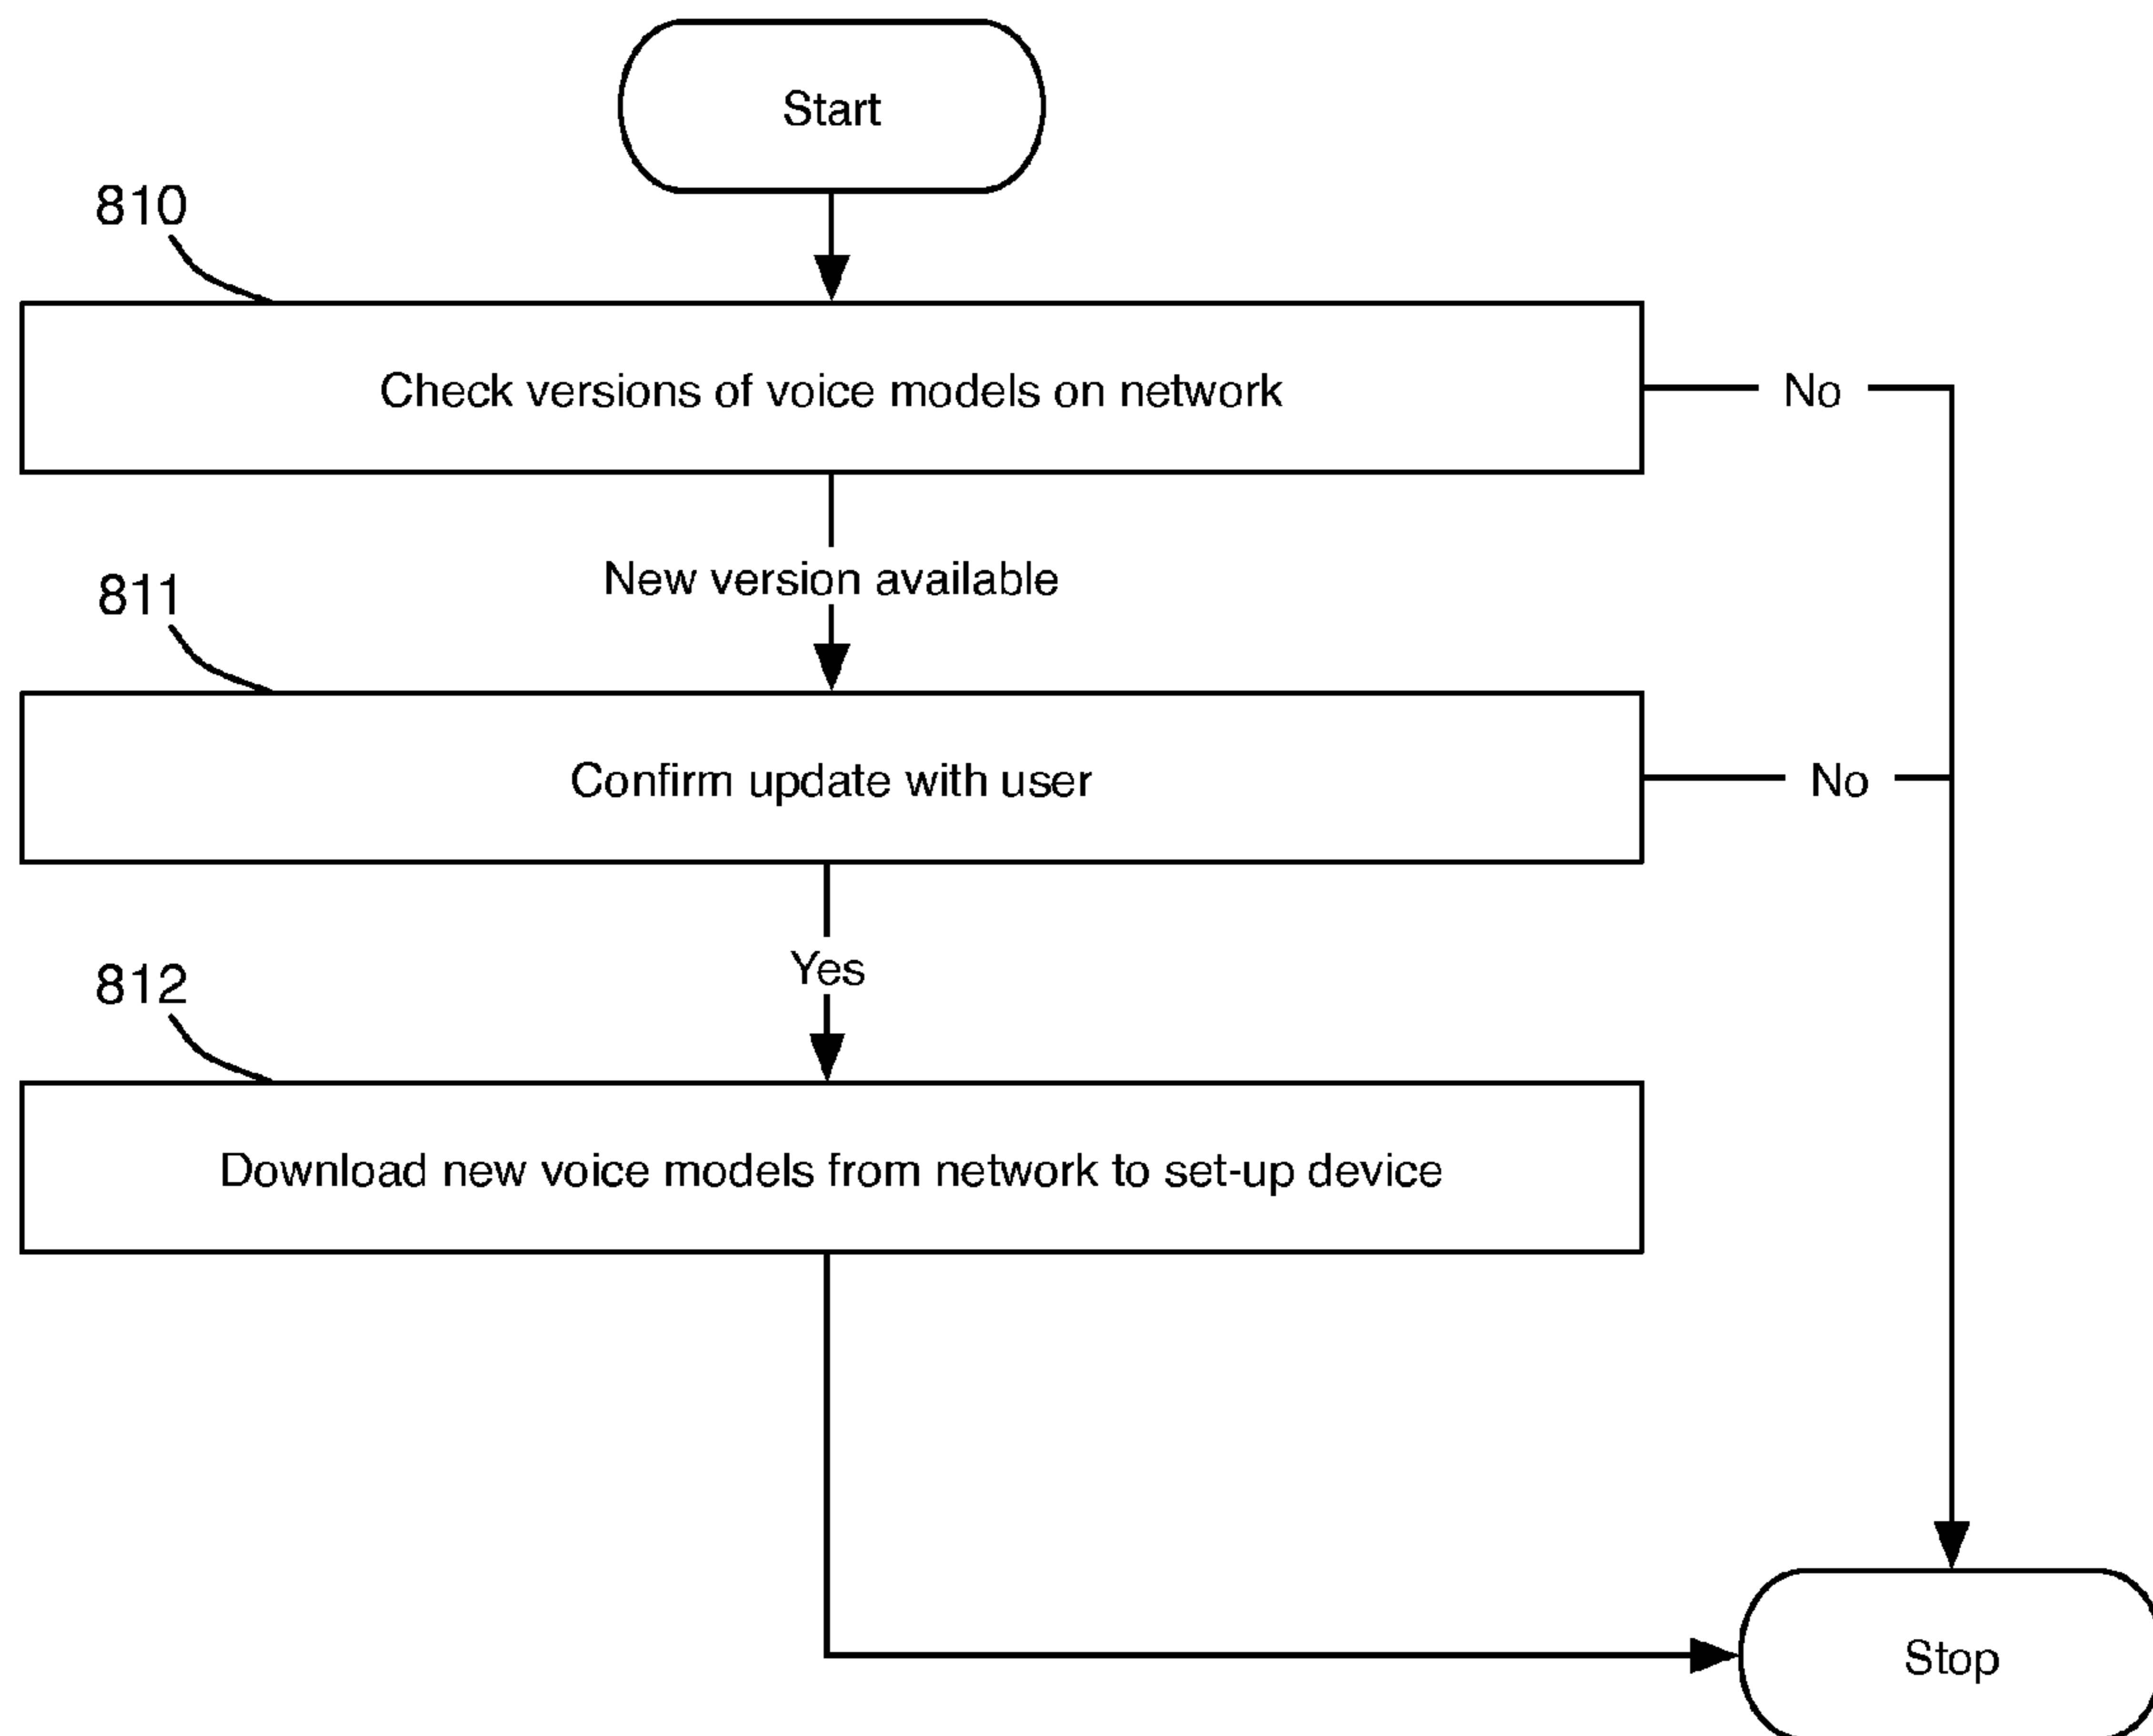 Start
810
Check versions of voice models on network
No
New version available
811
Confirm update with user
No
Yes
812
Download new voice models from network to set-up device
Stop